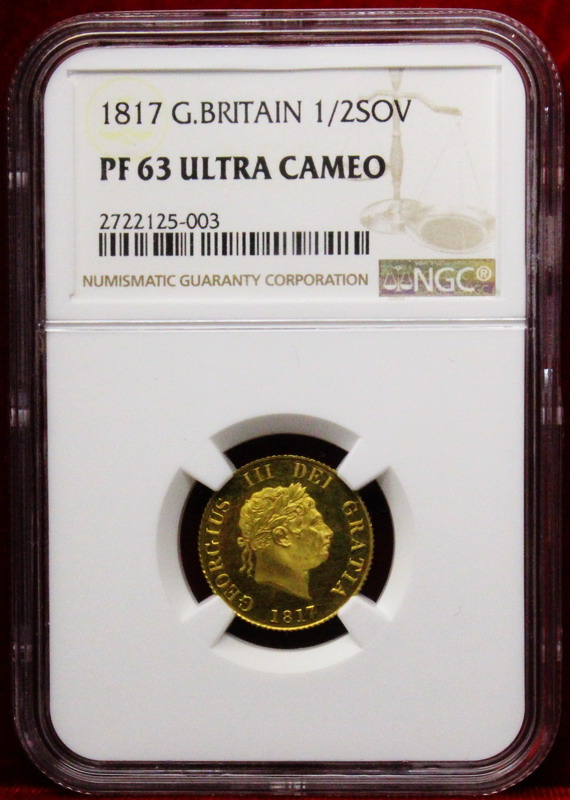 1817 G.BRITAIN 1/2SOV
PF 63 ULTRA CAMEO
2722125-003
NUMISMATIC GUARANTY CORPORATION
NGC®
GEORGIUS III DEI GRATIA
1817